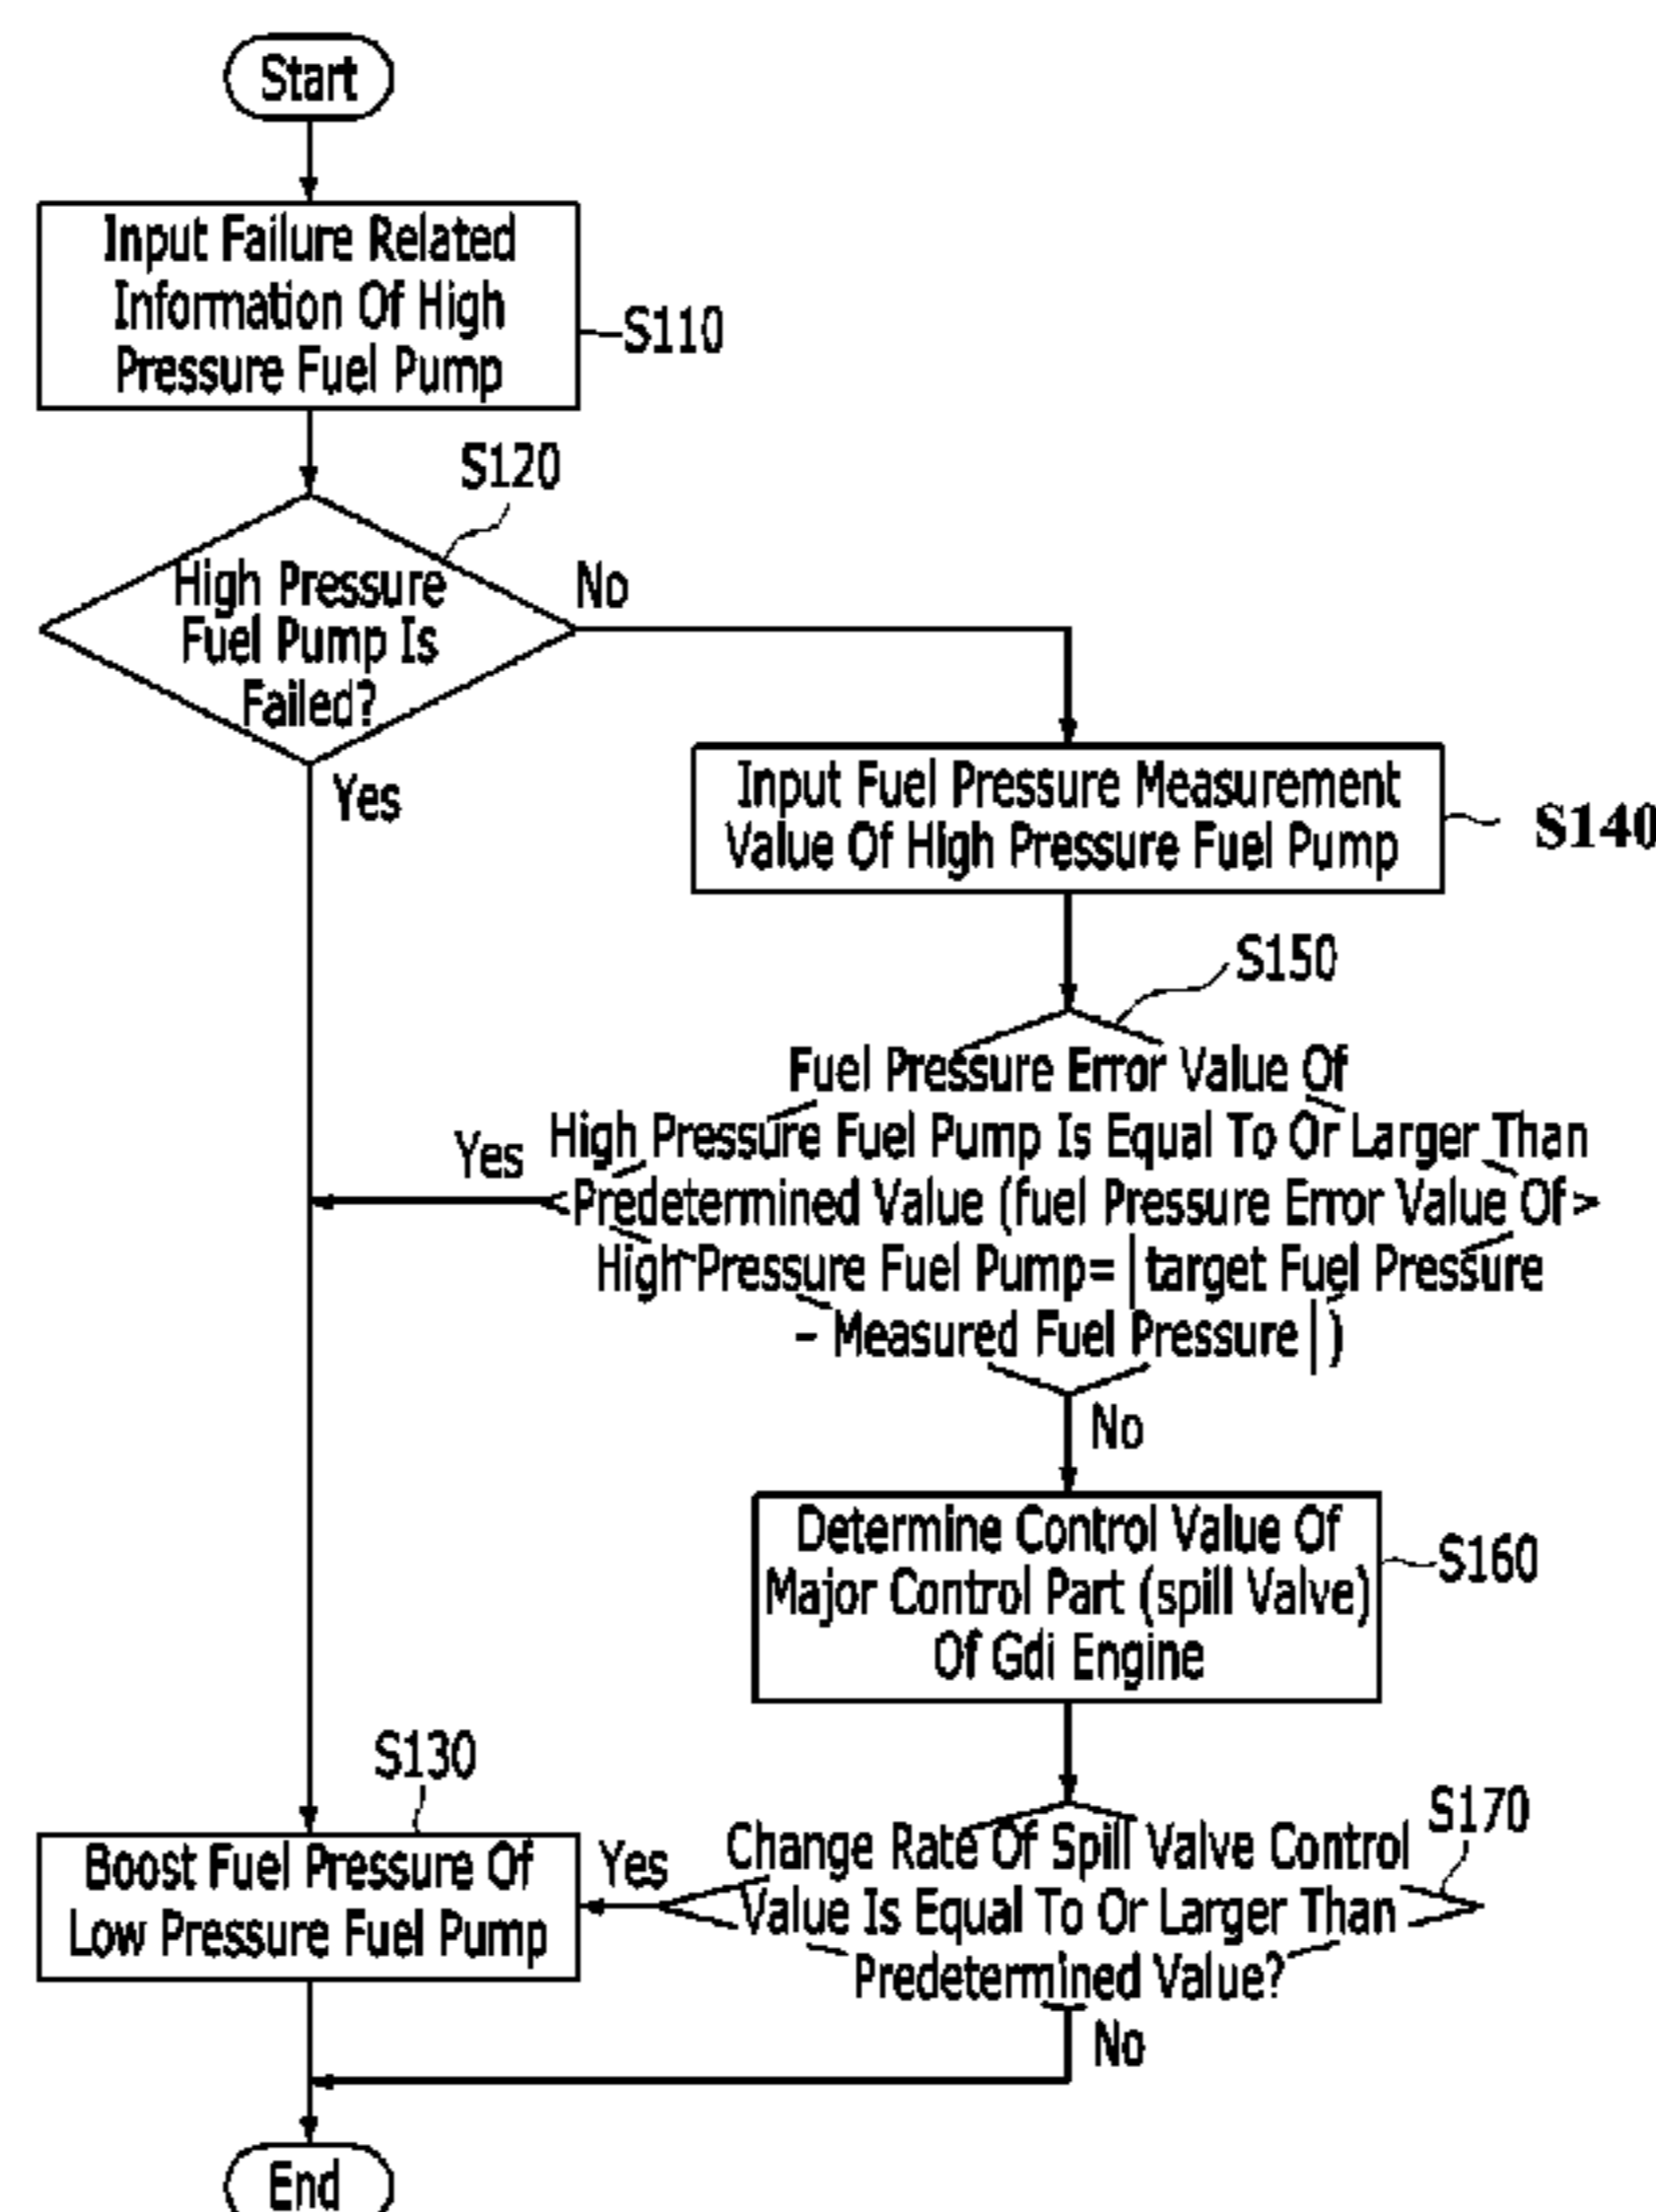 Start
Input Failure Related
Information Of High
Pressure Fuel Pump
S110
S120
High Pressure
Fuel Pump Is
Failed?
No
Yes
Input Fuel Pressure Measurement
Value Of High Pressure Fuel Pump
S140
S150
Fuel Pressure Error Value Of
High Pressure Fuel Pump Is Equal To Or Larger Than
Predetermined Value (fuel Pressure Error Value Of
High Pressure Fuel Pump=|target Fuel Pressure
– Measured Fuel Pressure|)
Yes
No
Determine Control Value Of
Major Control Part (spill Valve)
Of Gdi Engine
S160
S170
Change Rate Of Spill Valve Control
Value Is Equal To Or Larger Than
Predetermined Value?
Yes
No
S130
Boost Fuel Pressure Of
Low Pressure Fuel Pump
End